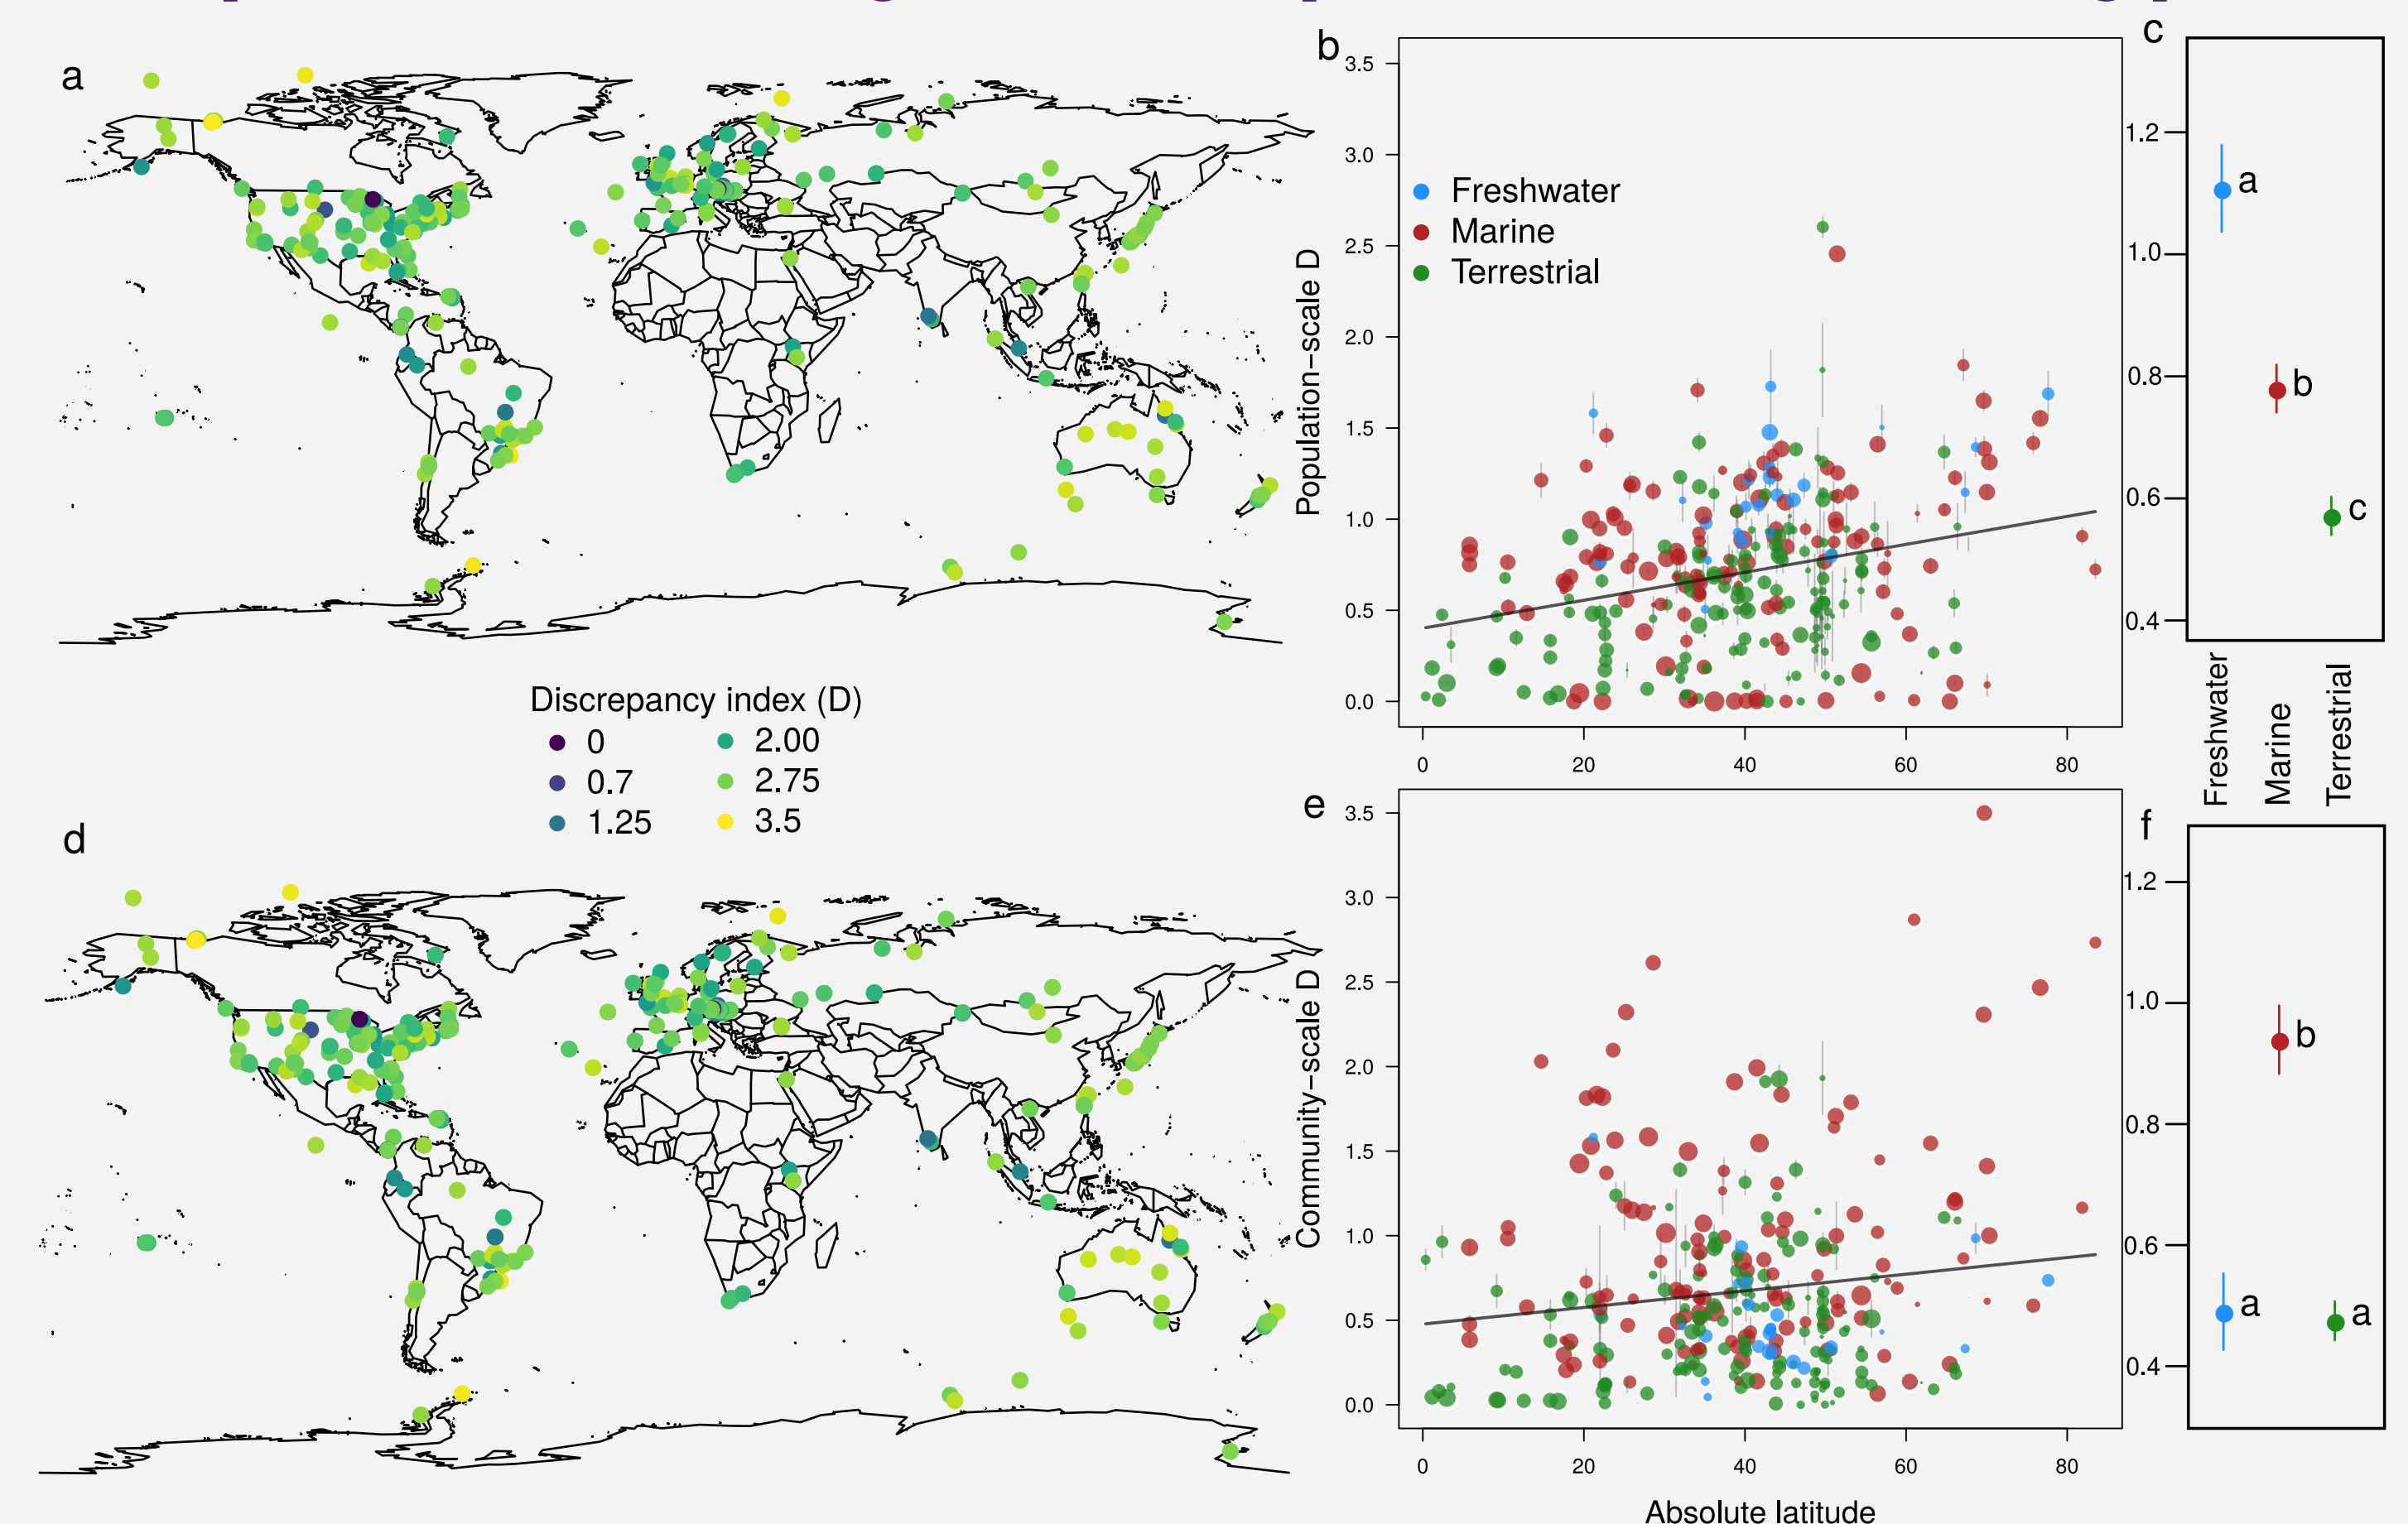 a
b
c
3.5
3.0
2.5
2.0
1.5
1.0
0.5
0.0
Population−scale D
Freshwater
Marine
Terrestrial
0 20 40 60 80
1.2
1.0
0.8
0.6
0.4
a
b
c
Freshwater
Marine
Terrestrial
Discrepancy index (D)
0 2.00
0.7 2.75
1.25 3.5
d
e
f
3.5
3.0
2.5
2.0
1.5
1.0
0.5
0.0
Community−scale D
0 20 40 60 80
Absolute latitude
1.2
1.0
0.8
0.6
0.4
a
b
a